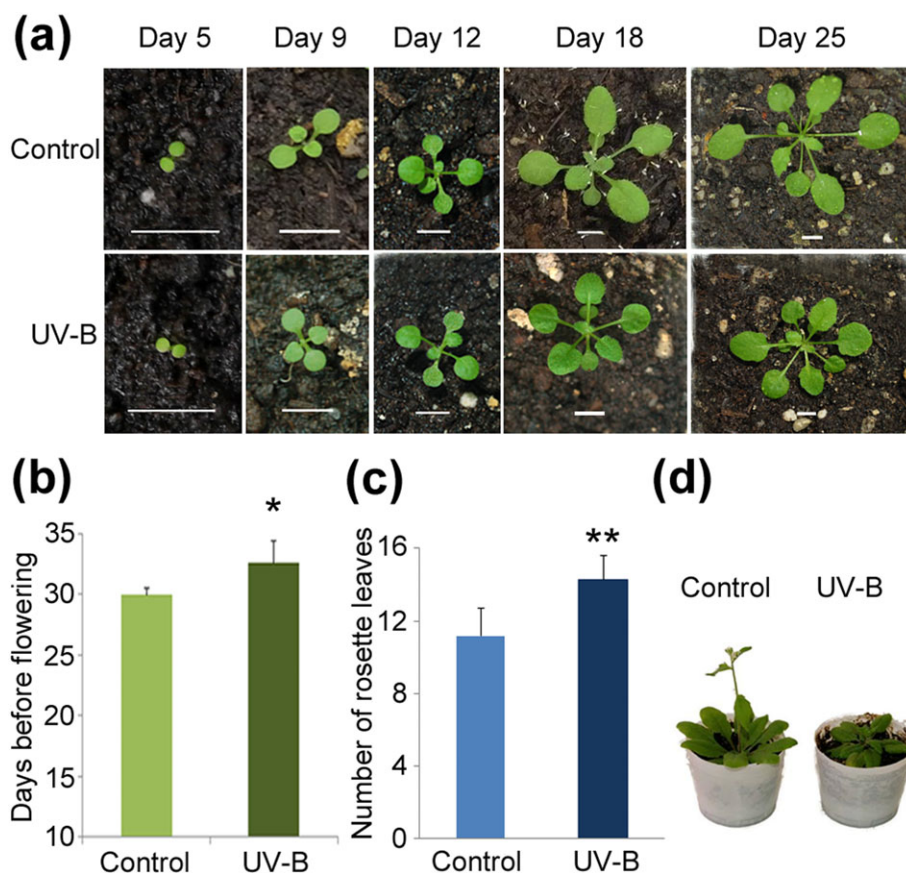 (a)
Day 5 Day 9 Day 12 Day 18 Day 25
Control
UV-B
(b)
*
Days before flowering
35
30
25
20
15
10
Control UV-B
(c)
**
Number of rosette leaves
16
12
8
4
0
Control UV-B
(d)
Control UV-B